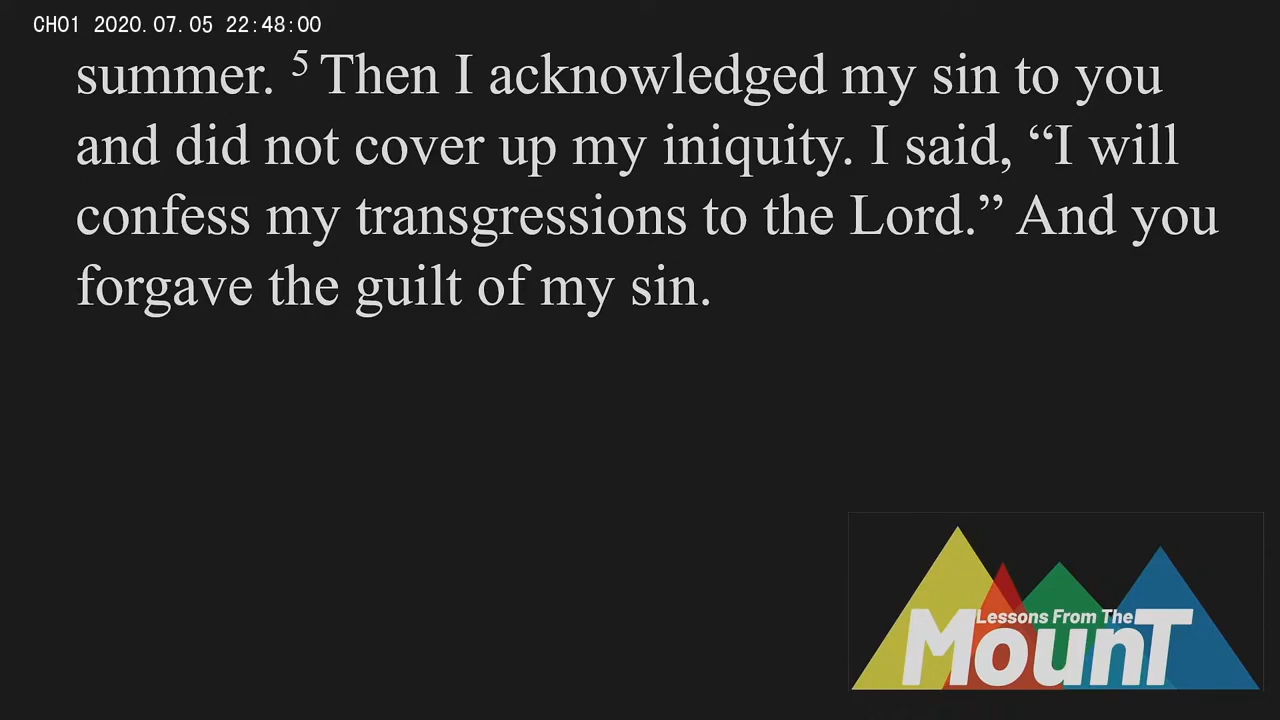 CH01 2020.07.05 22:48:00
summer. 5 Then I acknowledged my sin to you
and did not cover up my iniquity. I said, “I will
confess my transgressions to the Lord.” And you
forgave the guilt of my sin.
Lessons From The
MounT